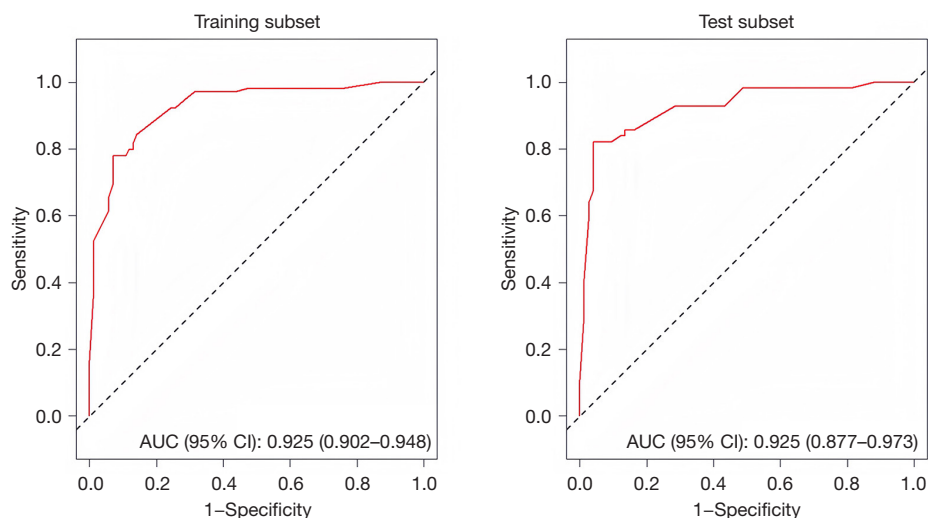 Training subset
Sensitivity
1.0
0.8
0.6
0.4
0.2
0.0
AUC (95% CI): 0.925 (0.902–0.948)
0.0 0.2 0.4 0.6 0.8 1.0
1−Specificity
Test subset
Sensitivity
1.0
0.8
0.6
0.4
0.2
0.0
AUC (95% CI): 0.925 (0.877–0.973)
0.0 0.2 0.4 0.6 0.8 1.0
1−Specificity